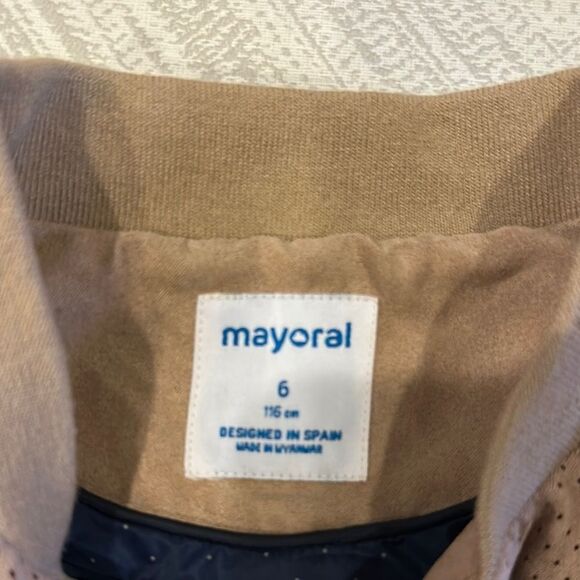 mayoral
6
116 cm
DESIGNED IN SPAIN
MADE IN MYANMAR